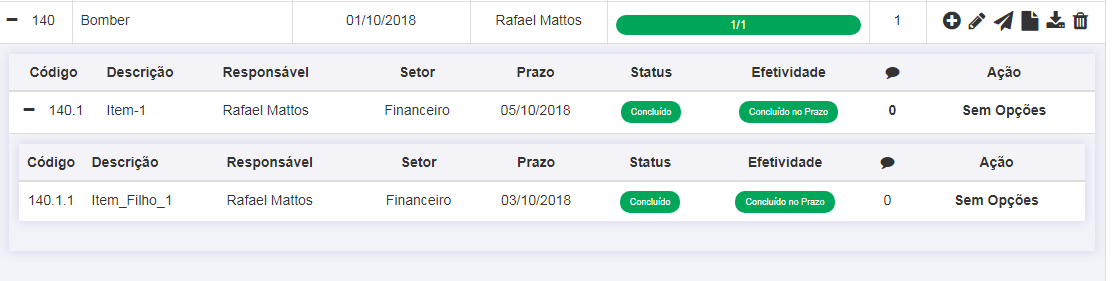 140 Bomber 01/10/2018 Rafael Mattos 1/1 1
Código Descrição Responsável Setor Prazo Status Efetividade Ação
140.1 Item-1 Rafael Mattos Financeiro 05/10/2018 Concluído Concluído no Prazo 0 Sem Opções
Código Descrição Responsável Setor Prazo Status Efetividade Ação
140.1.1 Item_Filho_1 Rafael Mattos Financeiro 03/10/2018 Concluído Concluído no Prazo 0 Sem Opções